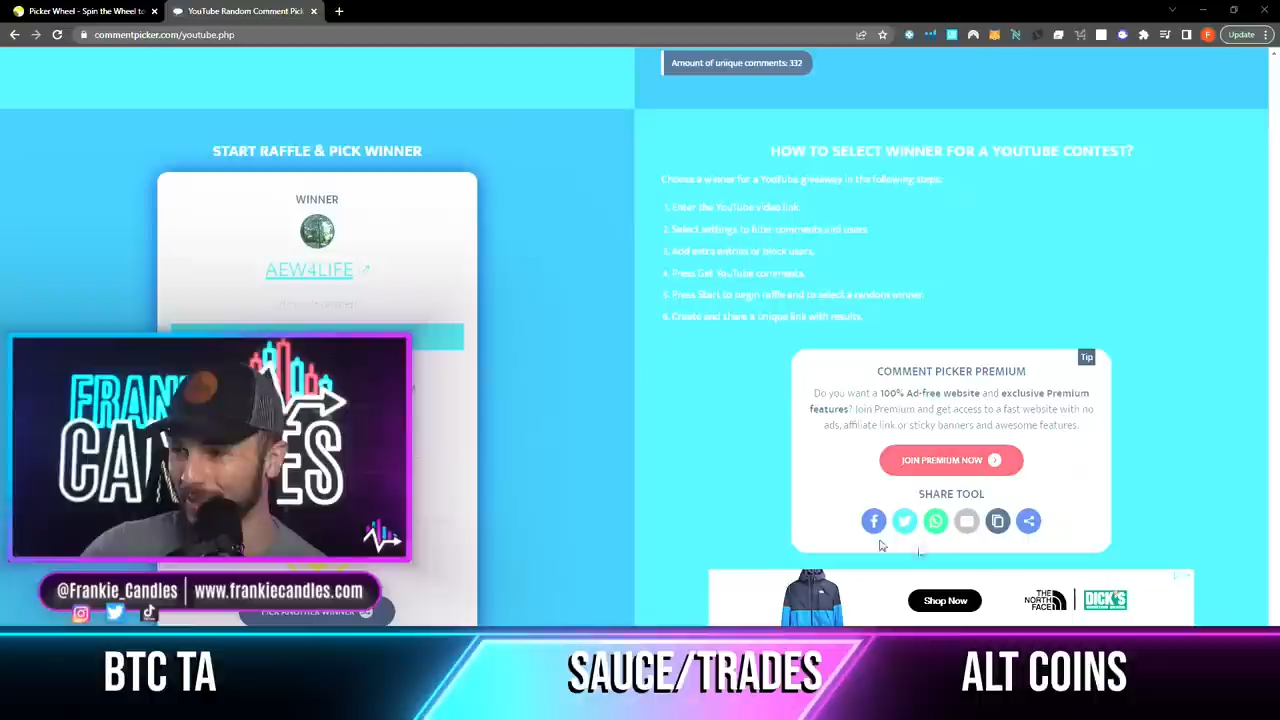 Picker Wheel - Spin the Wheel to
YouTube Random Comment Pick
commentpicker.com/youtube.php
Update
Amount of unique comments: 332
START RAFFLE & PICK WINNER
WINNER
AEW4LIFE
HOW TO SELECT WINNER FOR A YOUTUBE CONTEST?
Choose a winner for a YouTube giveaway in the following steps:
1. Enter the YouTube video link.
2. Select settings to filter comments and users.
3. Add extra entries or block users.
4. Press Get YouTube comments.
5. Press Start to begin raffle and to select a random winner.
6. Create and share a unique link with results.
Tip
COMMENT PICKER PREMIUM
Do you want a 100% Ad-free website and exclusive Premium
features? Join Premium and get access to a fast website with no
ads, affiliate link or sticky banners and awesome features.
JOIN PREMIUM NOW
SHARE TOOL
Shop Now
THE NORTH FACE
DICK'S
@Frankie_Candles | www.frankiecandles.com
PICK ANOTHER WINNER
BTC TA
SAUCE/TRADES
ALT COINS